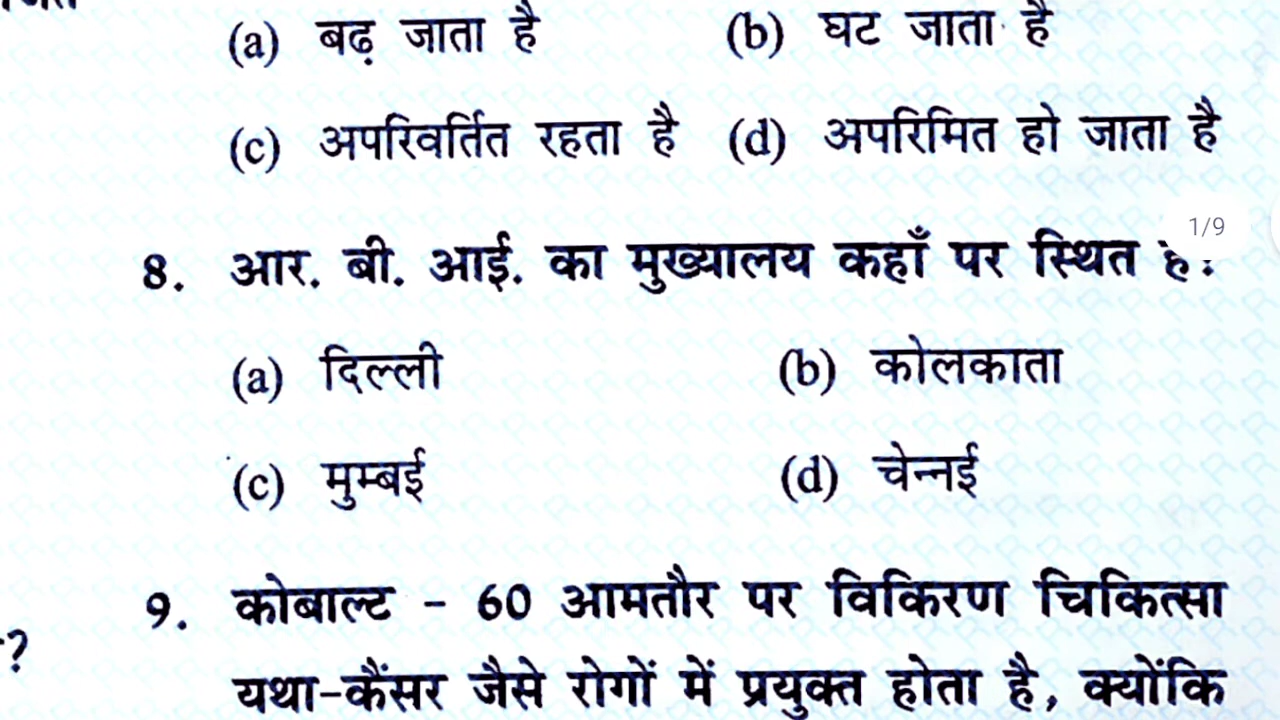 (a) बढ़ जाता है (b) घट जाता है
(c) अपरिवर्तित रहता है (d) अपरिमित हो जाता है
1/9
8. आर. बी. आई. का मुख्यालय कहाँ पर स्थित
(a) दिल्ली (b) कोलकाता
(c) मुम्बई (d) चेन्नई
9. कोबाल्ट - 60 आमतौर पर विकिरण चिकित्सा
?
यथा-कैंसर जैसे रोगों में प्रयुक्त होता है, क्योंकि